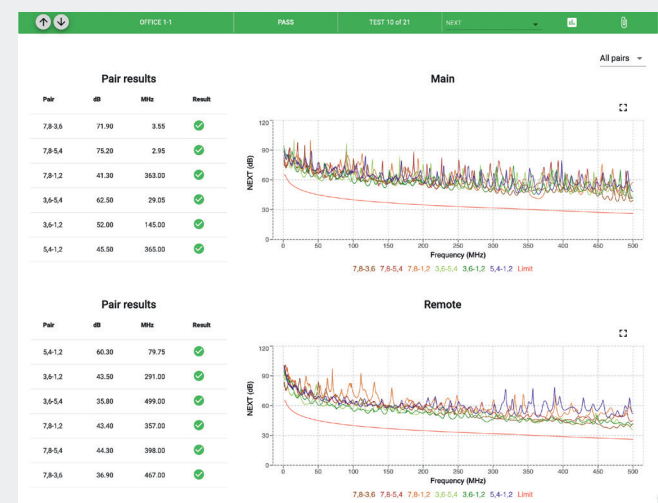 OFFICE 1-1 PASS TEST 10 of 21 NEXT
All pairs
Pair results
Pair dB MHz Result
7,8-3,6 71.90 3.55
7,8-5,4 75.20 2.95
7,8-1,2 41.30 363.00
3,6-5,4 62.50 29.05
3,6-1,2 52.00 145.00
5,4-1,2 45.50 365.00
Main
NEXT (dB)
120
90
60
30
0
0 50 100 150 200 250 300 350 400 450 500
Frequency (MHz)
7,8-3,6 7,8-5,4 7,8-1,2 3,6-5,4 3,6-1,2 5,4-1,2 Limit
Pair results
Pair dB MHz Result
5,4-1,2 60.30 79.75
3,6-1,2 43.50 291.00
3,6-5,4 35.80 499.00
7,8-1,2 43.40 357.00
7,8-5,4 44.30 398.00
7,8-3,6 36.90 467.00
Remote
NEXT (dB)
120
90
60
30
0
0 50 100 150 200 250 300 350 400 450 500
Frequency (MHz)
7,8-3,6 7,8-5,4 7,8-1,2 3,6-5,4 3,6-1,2 5,4-1,2 Limit